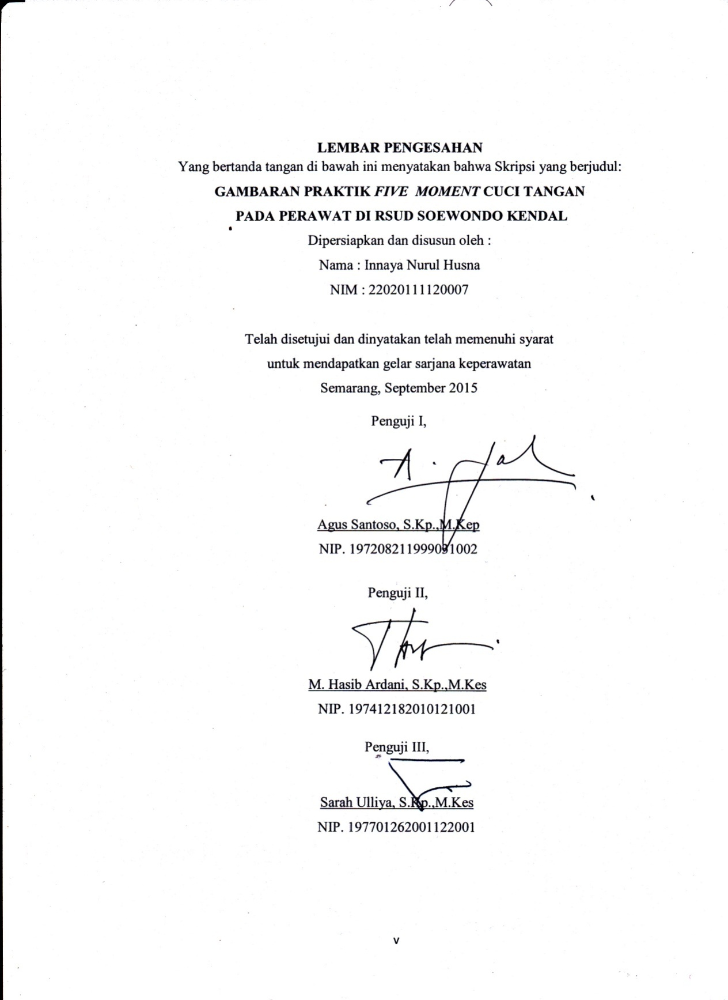 LEMBAR PENGESAHAN
Yang bertanda tangan di bawah ini menyatakan bahwa Skripsi yang berjudul:
GAMBARAN PRAKTIK FIVE MOMENT CUCI TANGAN
PADA PERAWAT DI RSUD SOEWONDO KENDAL
Dipersiapkan dan disusun oleh :
Nama : Innaya Nurul Husna
NIM : 22020111120007
Telah disetujui dan dinyatakan telah memenuhi syarat
untuk mendapatkan gelar sarjana keperawatan
Semarang, September 2015
Penguji I,
Agus Santoso, S.Kp.,M.Kep
NIP. 197208211999031002
Penguji II,
M. Hasib Ardani, S.Kp.,M.Kes
NIP. 197412182010121001
Penguji III,
Sarah Ulliya, S.Kp.,M.Kes
NIP. 197701262001122001
v